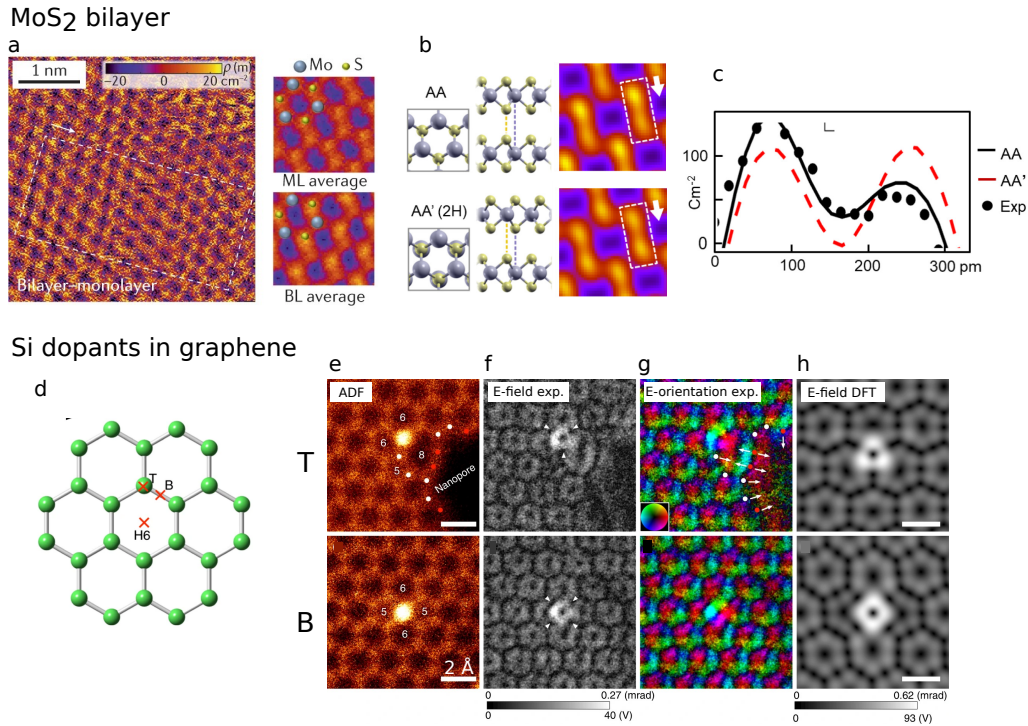 MoS2 bilayer
a
1 nm
ρ (m)
−20 0 20 cm−2
Bilayer–monolayer
Mo S
ML average
BL average
b
AA
AA' (2H)
c
100
0
Cm−2
0 100 200 300 pm
AA
AA'
Exp
Si dopants in graphene
d
T
B
H6
e
f
g
h
T
ADF
6
6
8
5
Nanopore
E-field exp.
E-orientation exp.
E-field DFT
B
6
5 5
6
2 Å
0 0.27 (mrad)
0 40 (V)
0 0.62 (mrad)
0 93 (V)